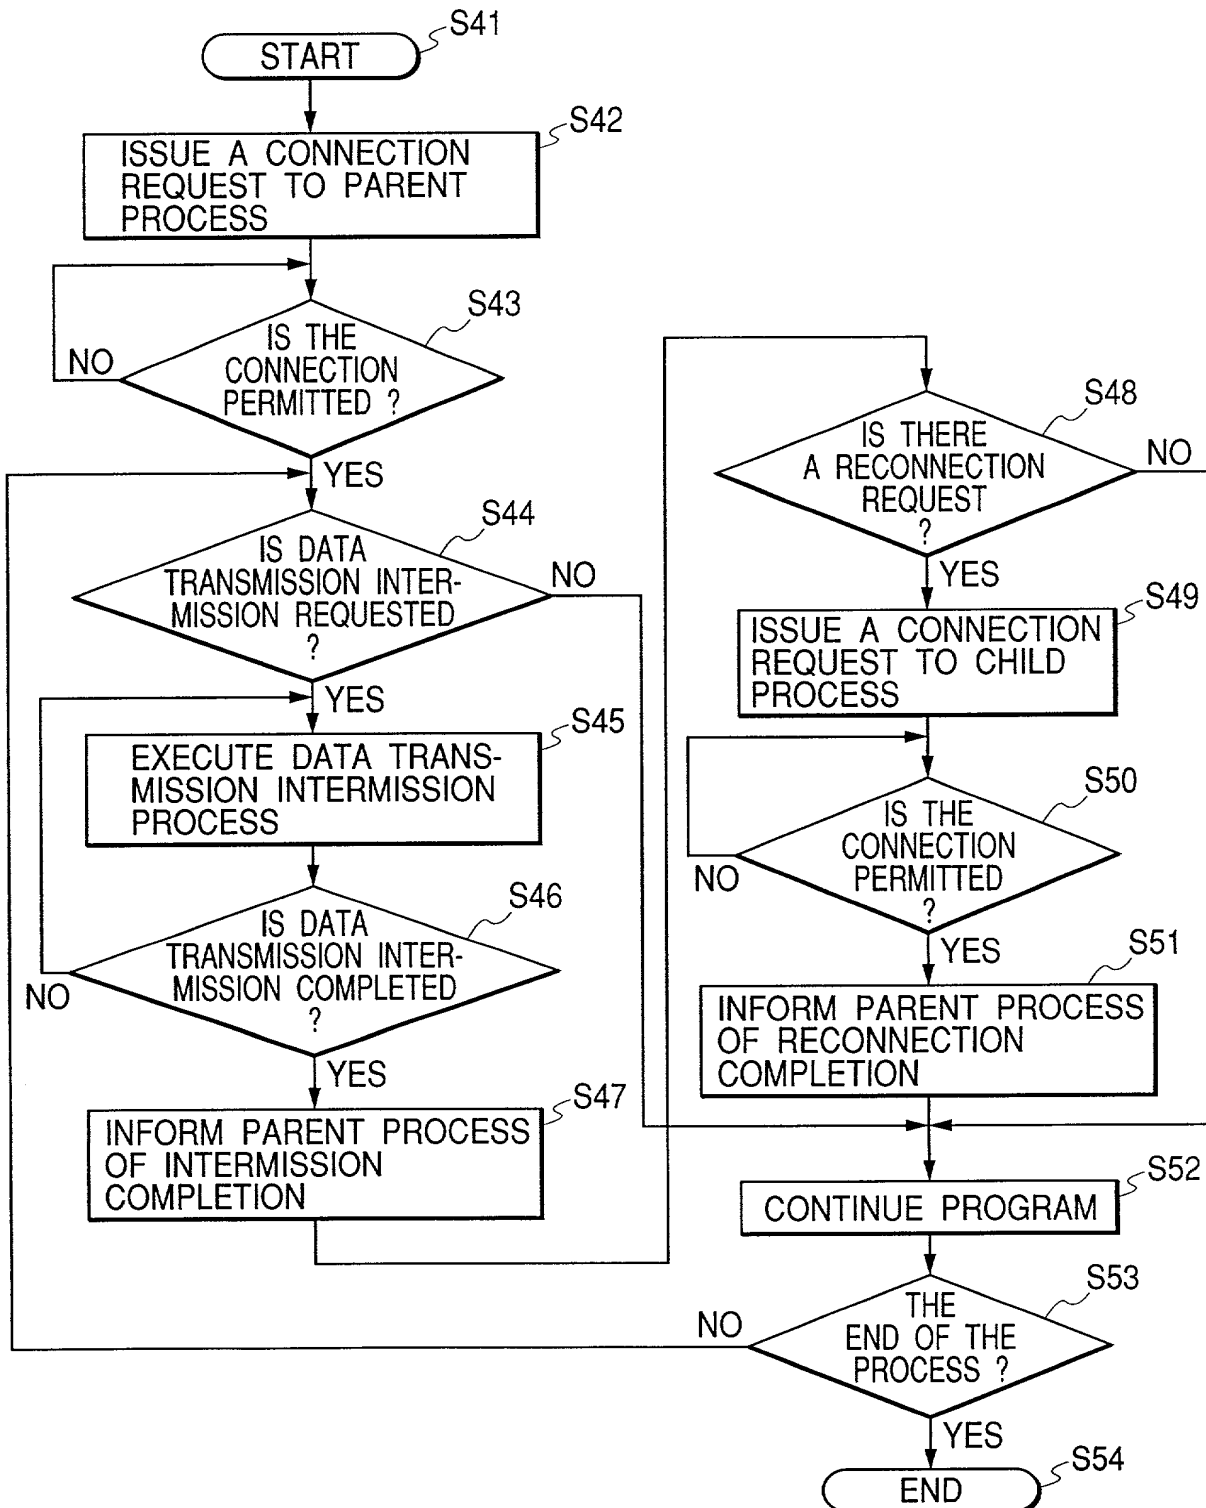 S41
START
S42
ISSUE A CONNECTION
REQUEST TO PARENT
PROCESS
S43
IS THE
CONNECTION
PERMITTED ?
NO
YES
S44
IS DATA
TRANSMISSION INTER-
MISSION REQUESTED
?
NO
YES
S45
EXECUTE DATA TRANS-
MISSION INTERMISSION
PROCESS
S46
IS DATA
TRANSMISSION INTER-
MISSION COMPLETED
?
NO
YES
S47
INFORM PARENT PROCESS
OF INTERMISSION
COMPLETION
S48
IS THERE
A RECONNECTION
REQUEST
?
NO
YES
S49
ISSUE A CONNECTION
REQUEST TO CHILD
PROCESS
S50
IS THE
CONNECTION
PERMITTED
?
NO
YES
S51
INFORM PARENT PROCESS
OF RECONNECTION
COMPLETION
S52
CONTINUE PROGRAM
S53
THE
END OF THE
PROCESS ?
NO
YES
S54
END